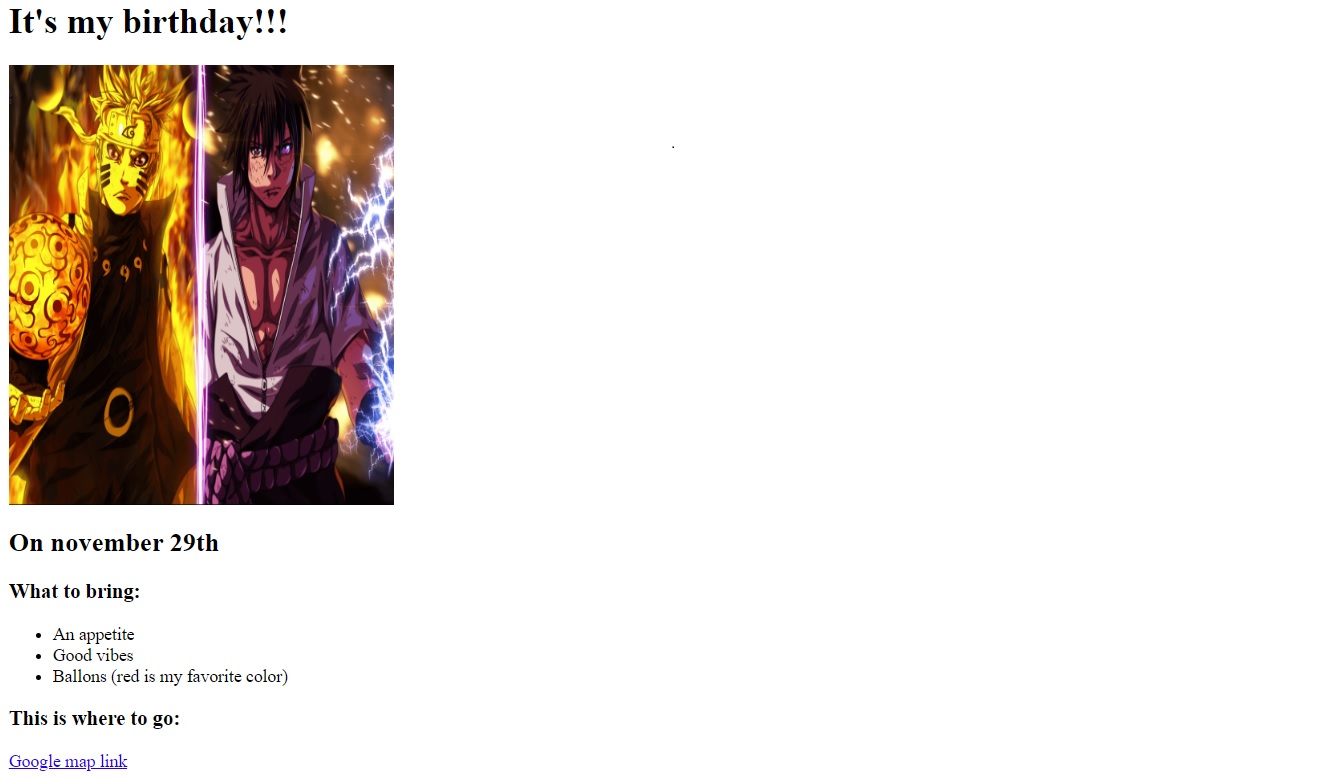 It's my birthday!!!
On november 29th
What to bring:
An appetite
Good vibes
Ballons (red is my favorite color)
This is where to go:
Google map link